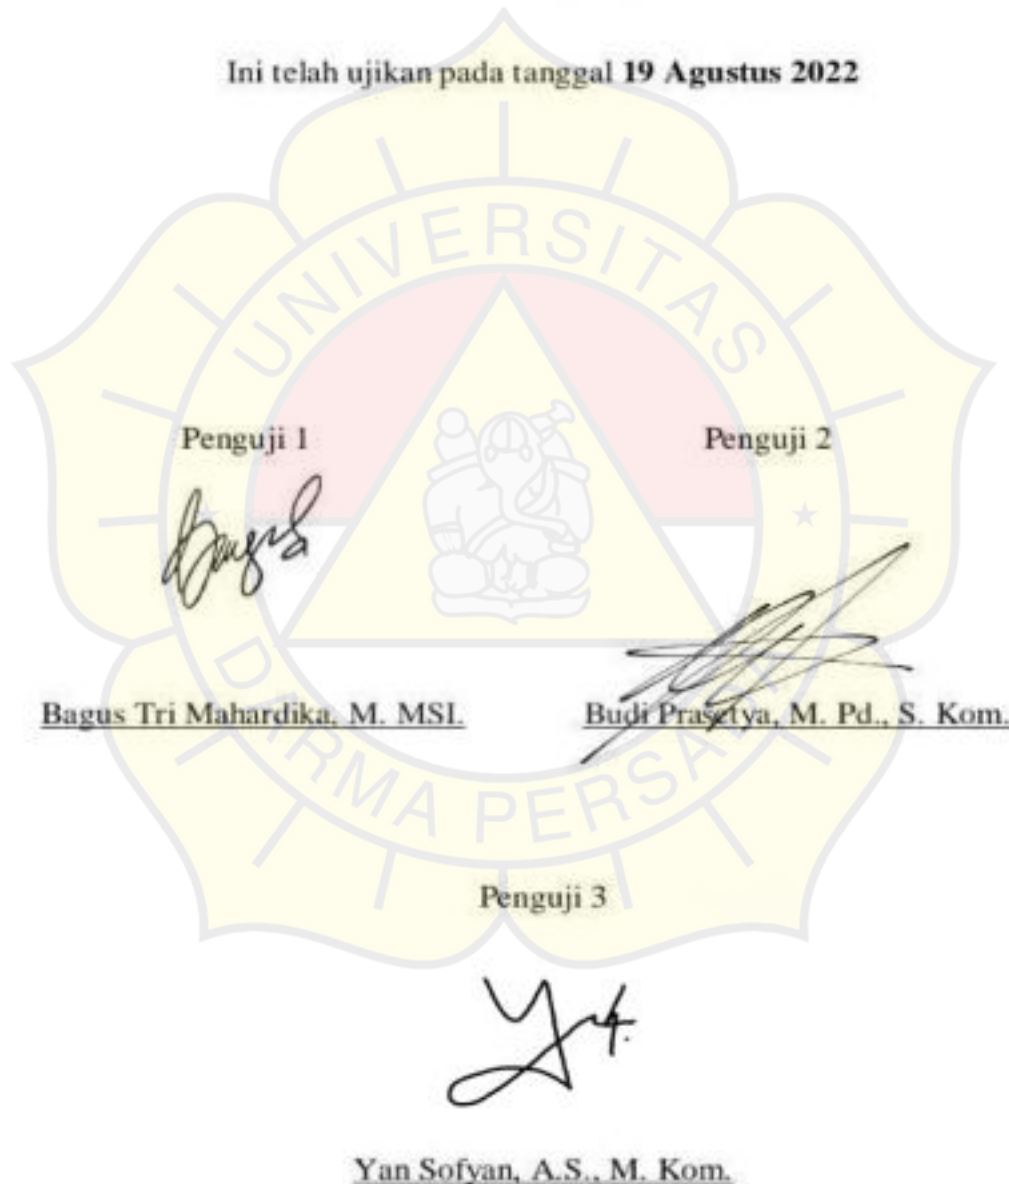 Ini telah ujikan pada tanggal 19 Agustus 2022
UNIVERSITAS
Penguji 1 Penguji 2
Bagus Tri Mahardika, M. MSI. Budi Prasetya, M. Pd., S. Kom.
DARMA PERSADA
Penguji 3
Yan Sofyan, A.S., M. Kom.